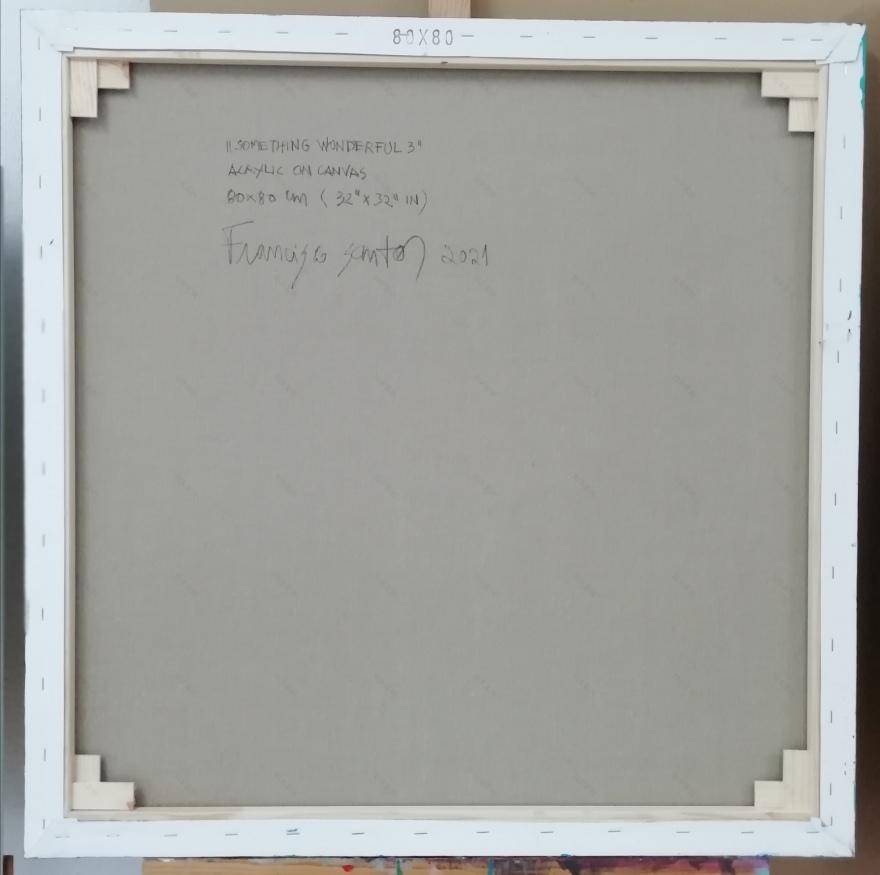 80X80
"SOMETHING WONDERFUL 3"
ACRYLIC ON CANVAS
80x80 cm ( 32" x 32" IN)
Francisco Santos 2021